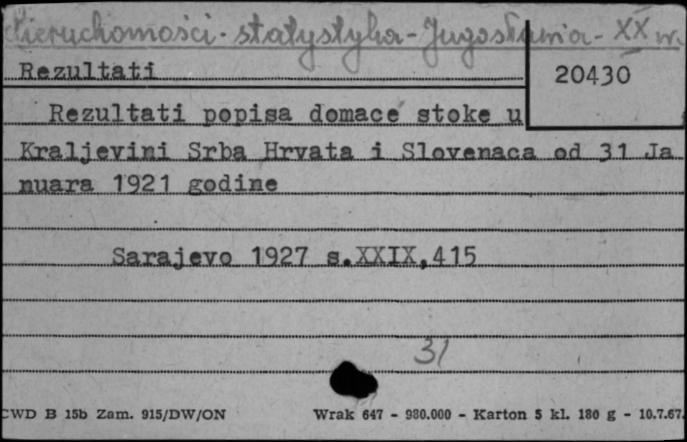 Nieruchomości - statystyka - Jugosławia - XX w.
Rezultati
20430
Rezultati popisa domaće stoke u
Kraljevini Srba Hrvata i Slovenaca od 31 Ja
nuara 1921 godine
Sarajevo 1927 s.XXIX,415
31
CWD B 15b Zam. 915/DW/ON Wrak 647 - 980.000 - Karton 5 kl. 180 g - 10.7.67.